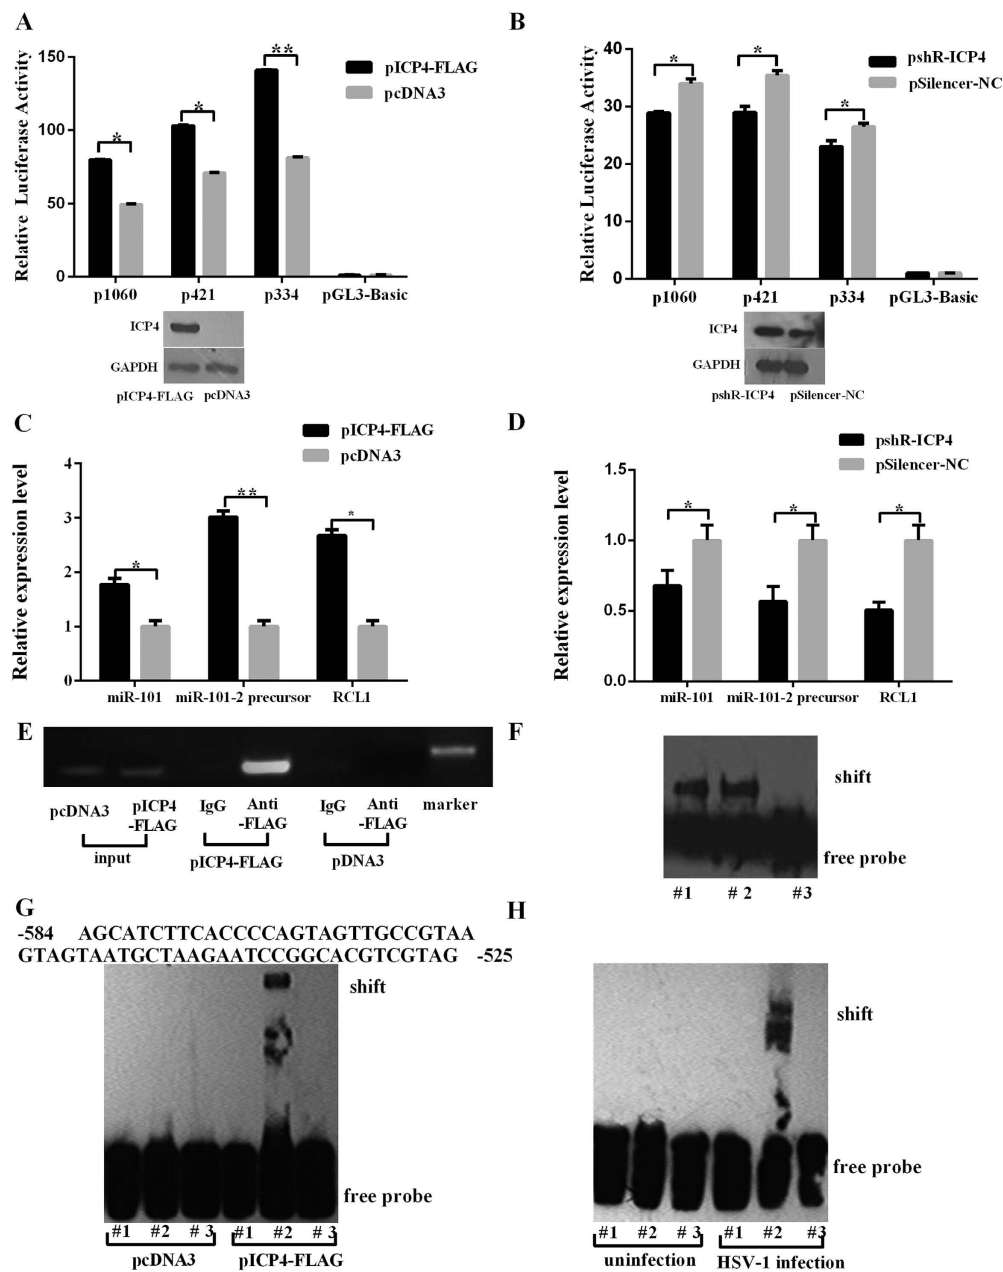 A
Relative Luciferase Activity
150
100
50
0
*
*
**
pICP4-FLAG
pcDNA3
p1060
p421
p334
pGL3-Basic
ICP4
GAPDH
pICP4-FLAG
pcDNA3
B
Relative Luciferase Activity
40
30
20
10
0
*
*
*
pshR-ICP4
pSilencer-NC
p1060
p421
p334
pGL3-Basic
ICP4
GAPDH
pshR-ICP4
pSilencer-NC
C
Relative expression level
4
3
2
1
0
*
**
*
pICP4-FLAG
pcDNA3
miR-101
miR-101-2 precursor
RCL1
D
Relative expression level
1.5
1.0
0.5
0.0
*
*
*
pshR-ICP4
pSilencer-NC
miR-101
miR-101-2 precursor
RCL1
E
pcDNA3
pICP4
-FLAG
IgG
Anti
-FLAG
IgG
Anti
-FLAG
marker
input
pICP4-FLAG
pDNA3
F
shift
free probe
#1
# 2
#3
G
-584 AGCATCTTCACCCCAGTAGTTGCCGTAA
GTAGTAATGCTAAGAATCCGGCACGTCGTAG -525
shift
free probe
#1 #2 # 3 #1 #2 # 3
pcDNA3
pICP4-FLAG
H
shift
free probe
#1 #2 # 3 #1 #2 #3
uninfection
HSV-1 infection